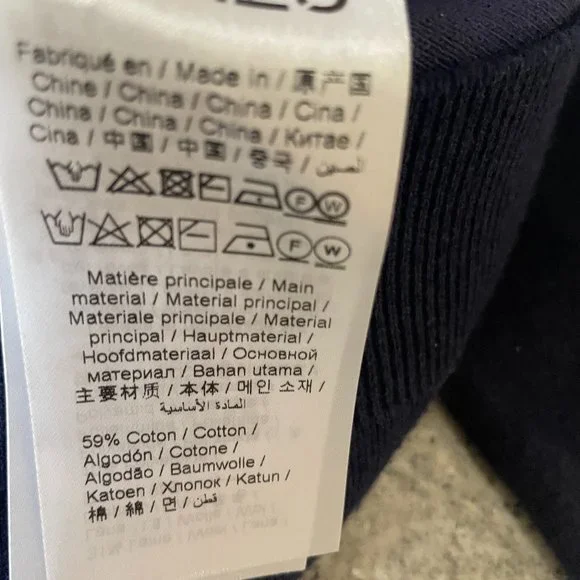 Fabriqué en / Made in / 原产国
Chine / China / China / Cina /
China / China / China / Китае /
Cina / 中国 / 中国 / 중국 / الصين
F W
F W
Matière principale / Main
material / Material principal /
Materiale principale / Material
principal / Hauptmaterial /
Hoofdmateriaal / Основной
материал / Bahan utama /
主要材质 / 本体 / 메인 소재 /
المادة الأساسية
59% Coton / Cotton /
Algodón / Cotone /
Algodão / Baumwolle /
Katoen / Хлопок / Katun /
棉 / 綿 / 면 / قطن